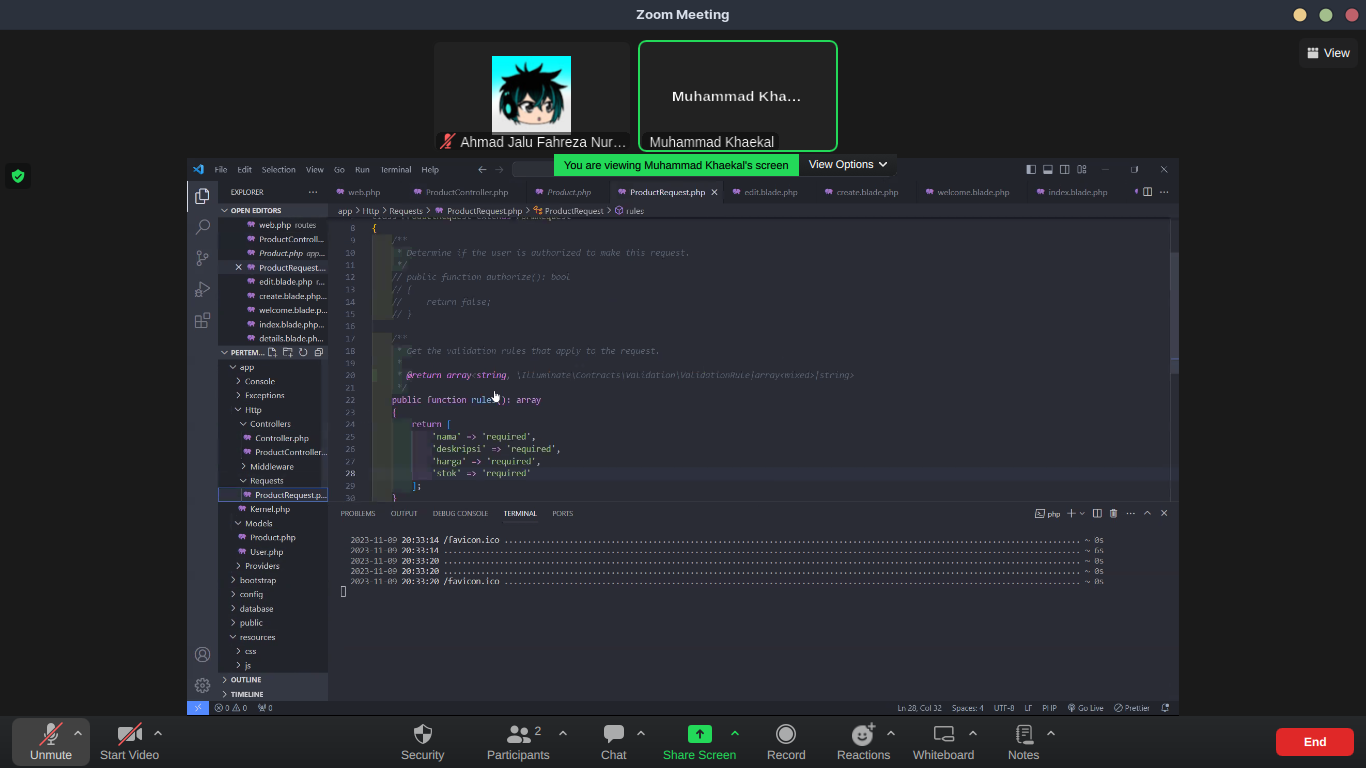 Zoom Meeting
View
Muhammad Kha...
Ahmad Jalu Fahreza Nur...
Muhammad Khaekal
You are viewing Muhammad Khaekal's screen
View Options
File Edit Selection View Go Run Terminal Help
EXPLORER
web.php
ProductController.php
Product.php
ProductRequest.php
edit.blade.php
create.blade.php
welcome.blade.php
index.blade.php
app > Http > Requests > ProductRequest.php > ProductRequest > rules
OPEN EDITORS
web.php routes
ProductControll...
Product.php app...
ProductRequest....
edit.blade.php r...
create.blade.php...
welcome.blade.p...
index.blade.php...
details.blade.ph...
PERTEM...
app
Console
Exceptions
Http
Controllers
Controller.php
ProductController...
Middleware
Requests
ProductRequest.p...
Kernel.php
Models
Product.php
User.php
Providers
bootstrap
config
database
public
resources
css
js
OUTLINE
TIMELINE
8 {
9 /**
10 * Determine if the user is authorized to make this request.
11 */
12 // public function authorize(): bool
13 // {
14 //     return false;
15 // }
16
17 /**
18 * Get the validation rules that apply to the request.
19 *
20 * @return array<string, \Illuminate\Contracts\Validation\ValidationRule|array<mixed>|string>
21 */
22 public function rules(): array
23 {
24 return [
25 'nama' => 'required',
26 'deskripsi' => 'required',
27 'harga' => 'required',
28 'stok' => 'required'
29 ];
30 }
PROBLEMS OUTPUT DEBUG CONSOLE TERMINAL PORTS
php
2023-11-09 20:33:14 /favicon.ico ~ 0s
2023-11-09 20:33:14 ~ 6s
2023-11-09 20:33:20 ~ 0s
2023-11-09 20:33:20 ~ 0s
2023-11-09 20:33:20 /favicon.ico ~ 0s
0 0 0
Ln 28, Col 32 Spaces: 4 UTF-8 LF PHP Go Live Prettier
Unmute
Start Video
Security
Participants 2
Chat
Share Screen
Record
Reactions
Whiteboard
Notes
End